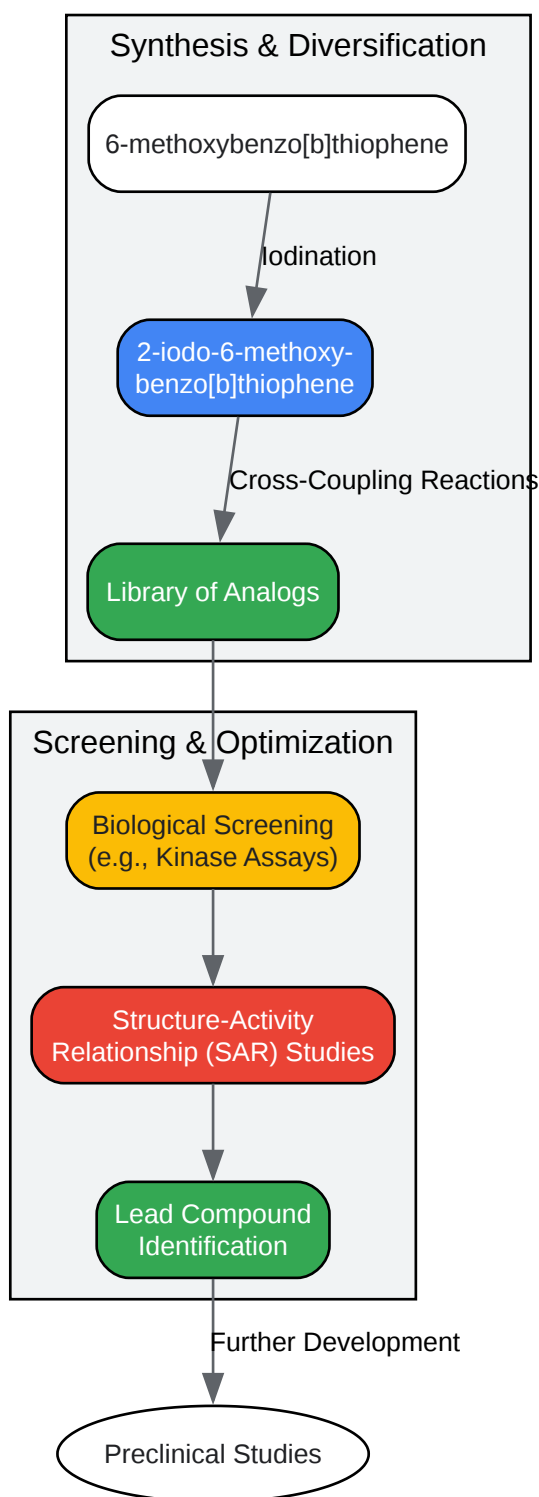 Synthesis & Diversification
6-methoxybenzo[b]thiophene
Iodination
2-iodo-6-methoxy-
benzo[b]thiophene
Cross-Coupling Reactions
Library of Analogs
Screening & Optimization
Biological Screening
(e.g., Kinase Assays)
Structure-Activity
Relationship (SAR) Studies
Lead Compound
Identification
Further Development
Preclinical Studies